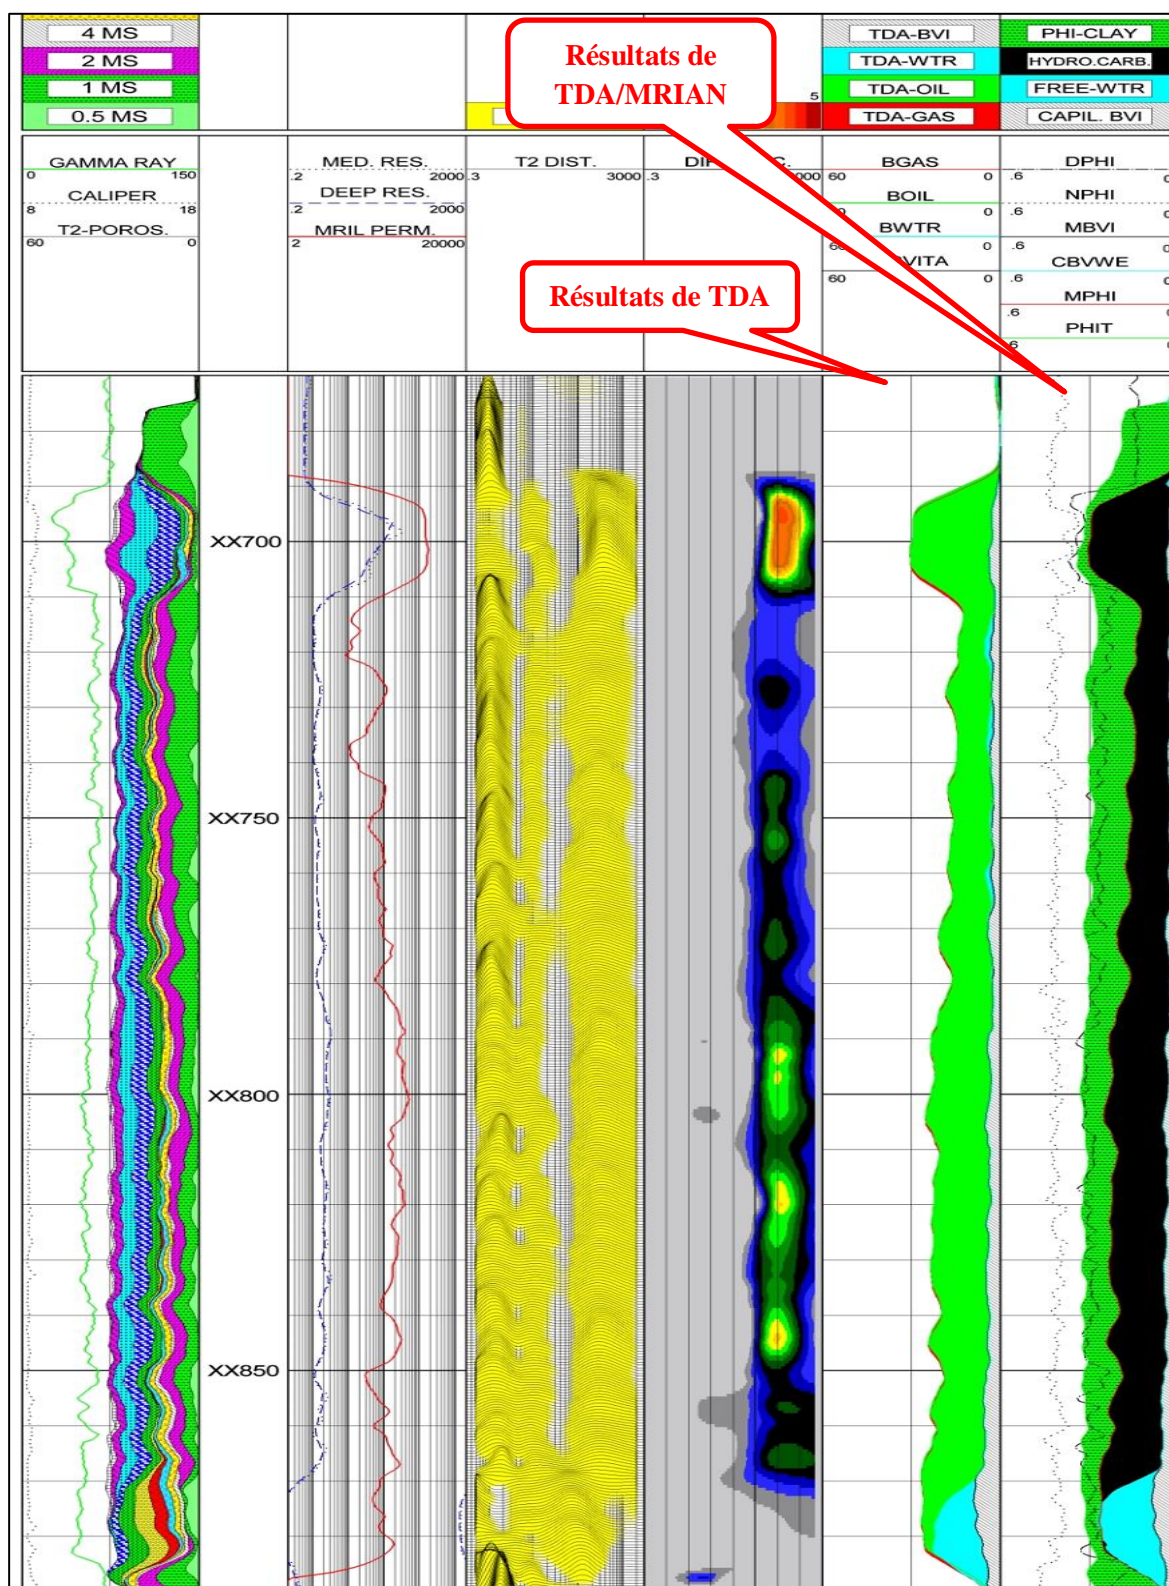 4 MS
2 MS
1 MS
0.5 MS
Résultats de
TDA/MRIAN
5
TDA-BVI
TDA-WTR
TDA-OIL
TDA-GAS
PHI-CLAY
HYDRO.CARB.
FREE-WTR
CAPIL. BVI
GAMMA RAY
0 150
CALIPER
8 18
T2-POROS.
60 0
MED. RES.
.2 2000
DEEP RES.
.2 2000
MRIL PERM.
.2 20000
T2 DIST.
.3 3000
.3
BGAS
60 0
BOIL
0
BWTR
0
60 0
DPHI
.6
NPHI
.6
MBVI
.6
CBVWE
.6
MPHI
.6
PHIT
Résultats de TDA
XX700
XX750
XX800
XX850